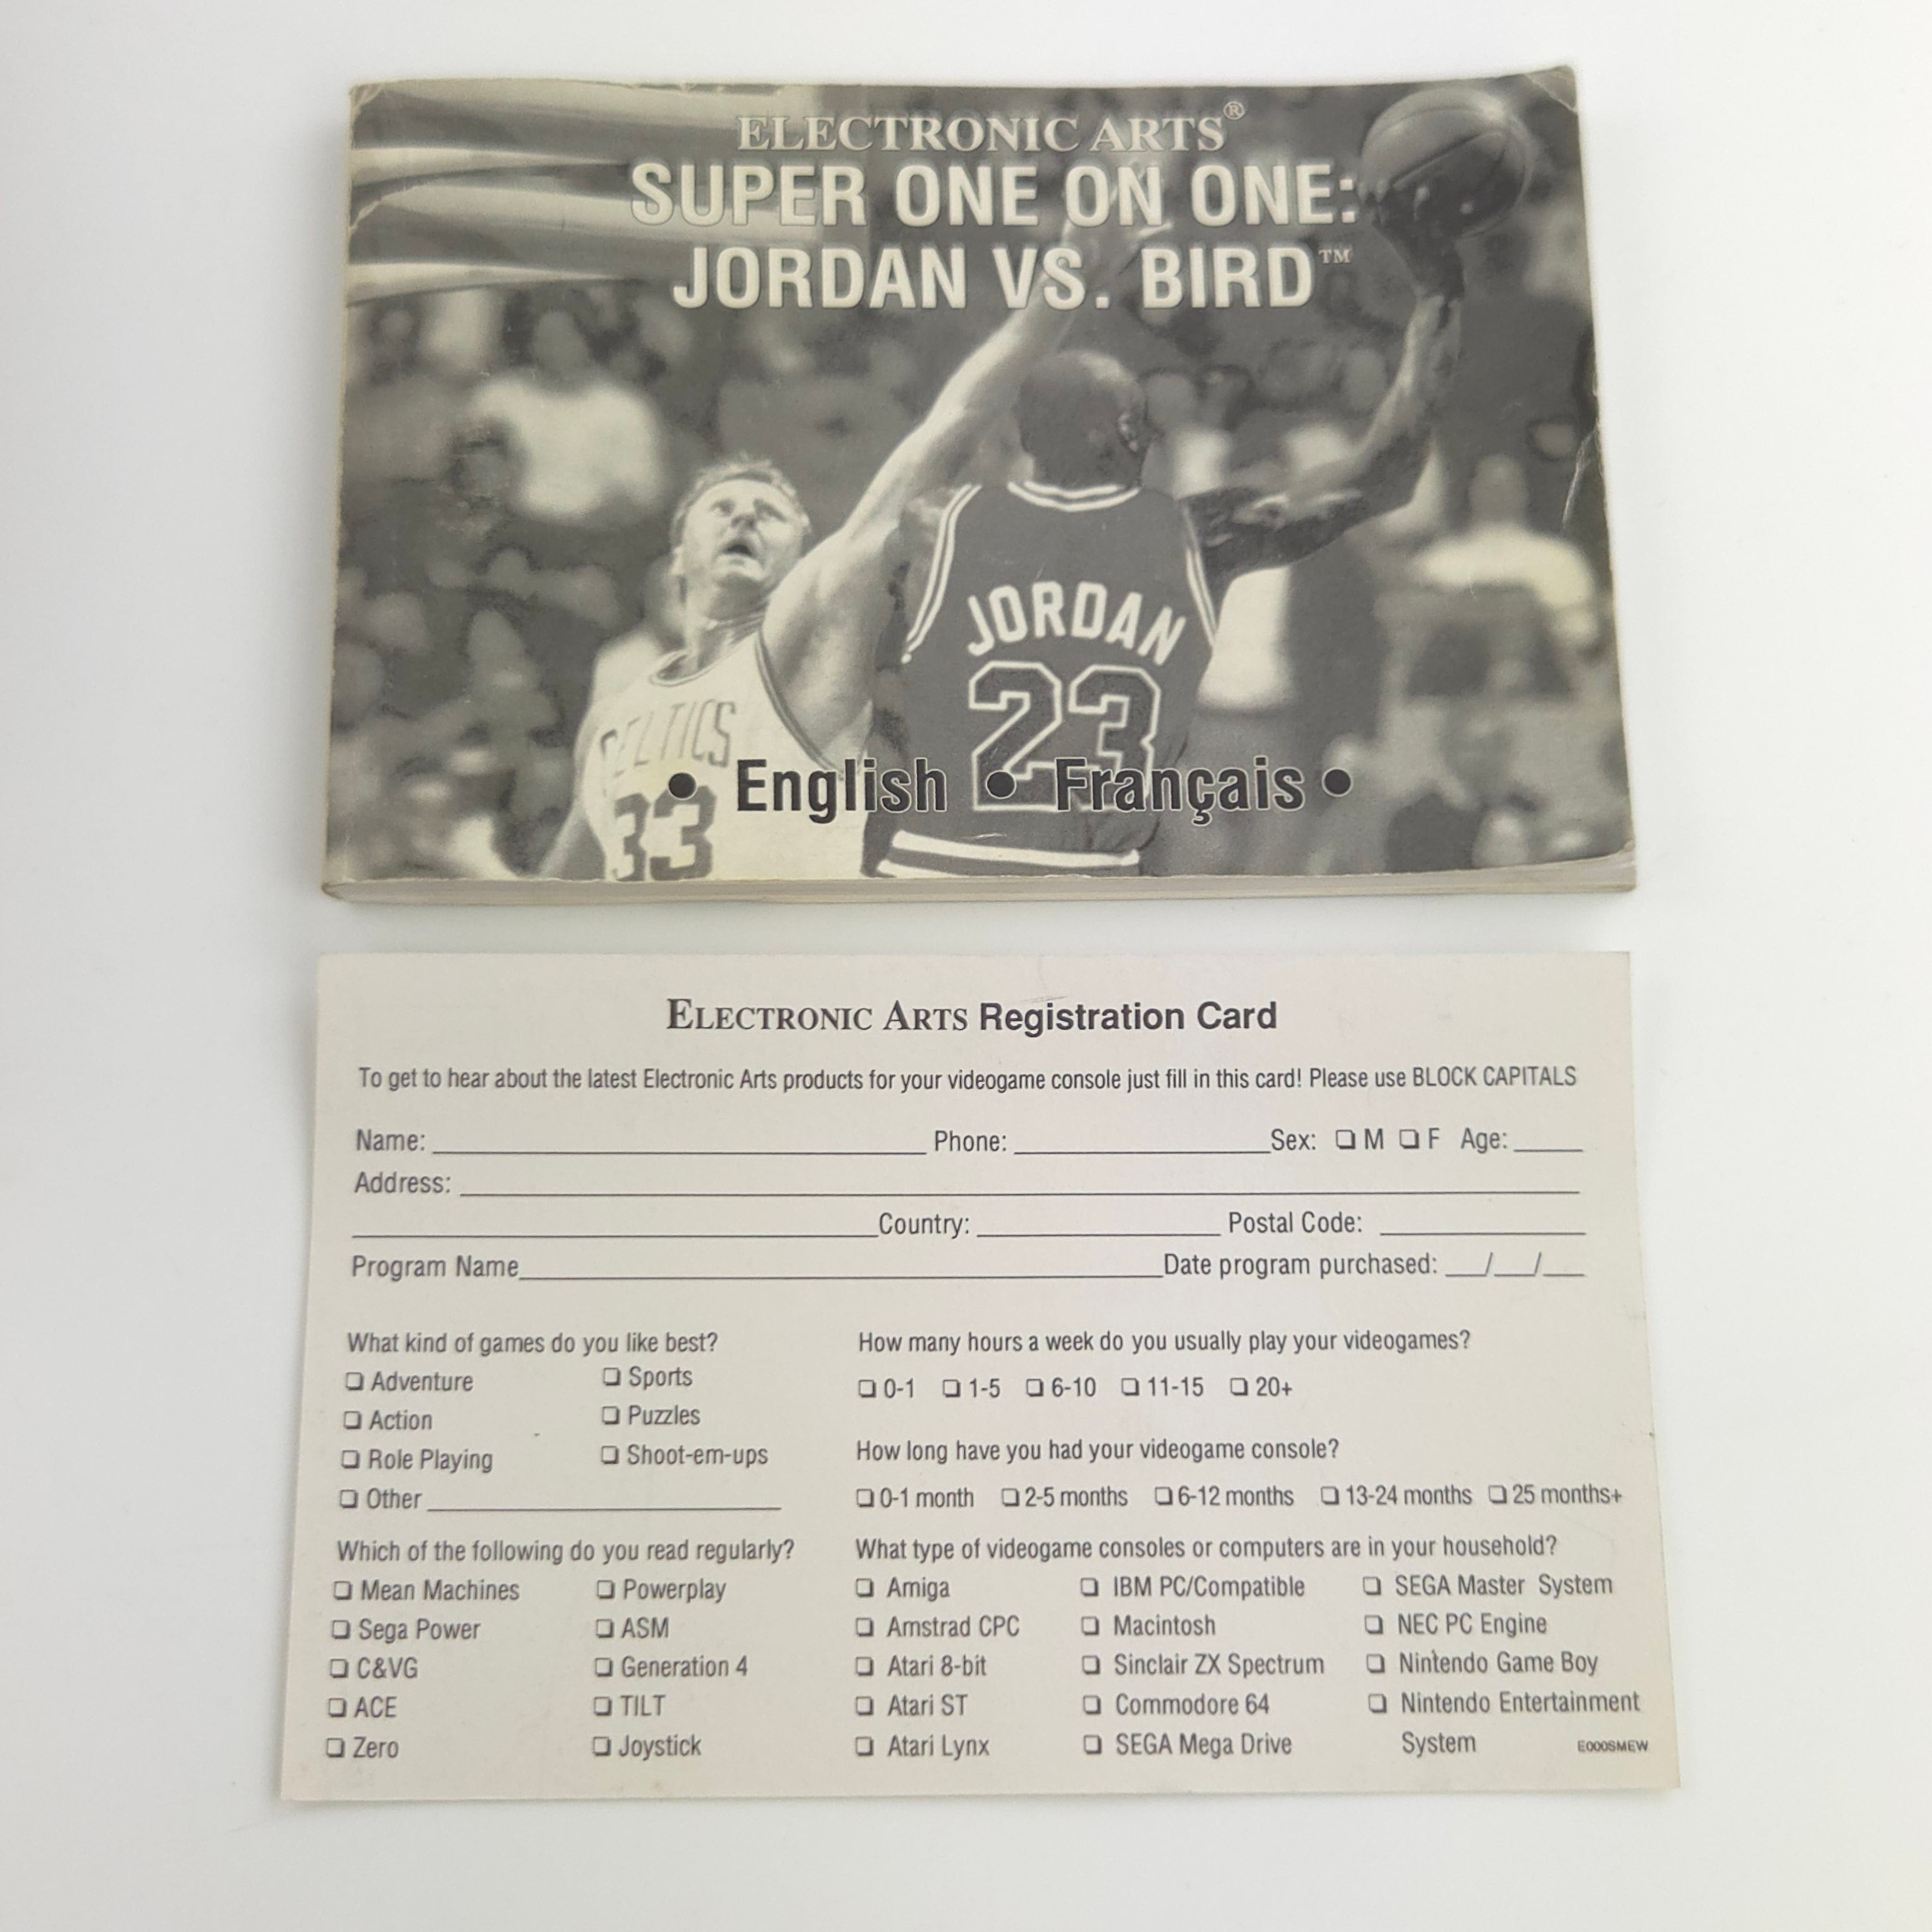 ELECTRONIC ARTS®
SUPER ONE ON ONE:
JORDAN VS. BIRD™
JORDAN
23
CELTICS
33
• English • Français •
ELECTRONIC ARTS Registration Card
To get to hear about the latest Electronic Arts products for your videogame console just fill in this card! Please use BLOCK CAPITALS
Name: Phone: Sex: ❏ M ❏ F Age:
Address:
Country: Postal Code:
Program Name Date program purchased: __/__/__
What kind of games do you like best?
❏ Adventure ❏ Sports
❏ Action ❏ Puzzles
❏ Role Playing ❏ Shoot-em-ups
❏ Other
How many hours a week do you usually play your videogames?
❏ 0-1 ❏ 1-5 ❏ 6-10 ❏ 11-15 ❏ 20+
How long have you had your videogame console?
❏ 0-1 month ❏ 2-5 months ❏ 6-12 months ❏ 13-24 months ❏ 25 months+
Which of the following do you read regularly?
❏ Mean Machines ❏ Powerplay
❏ Sega Power ❏ ASM
❏ C&VG ❏ Generation 4
❏ ACE ❏ TILT
❏ Zero ❏ Joystick
What type of videogame consoles or computers are in your household?
❏ Amiga ❏ IBM PC/Compatible ❏ SEGA Master System
❏ Amstrad CPC ❏ Macintosh ❏ NEC PC Engine
❏ Atari 8-bit ❏ Sinclair ZX Spectrum ❏ Nintendo Game Boy
❏ Atari ST ❏ Commodore 64 ❏ Nintendo Entertainment
❏ Atari Lynx ❏ SEGA Mega Drive System
E000SMEW